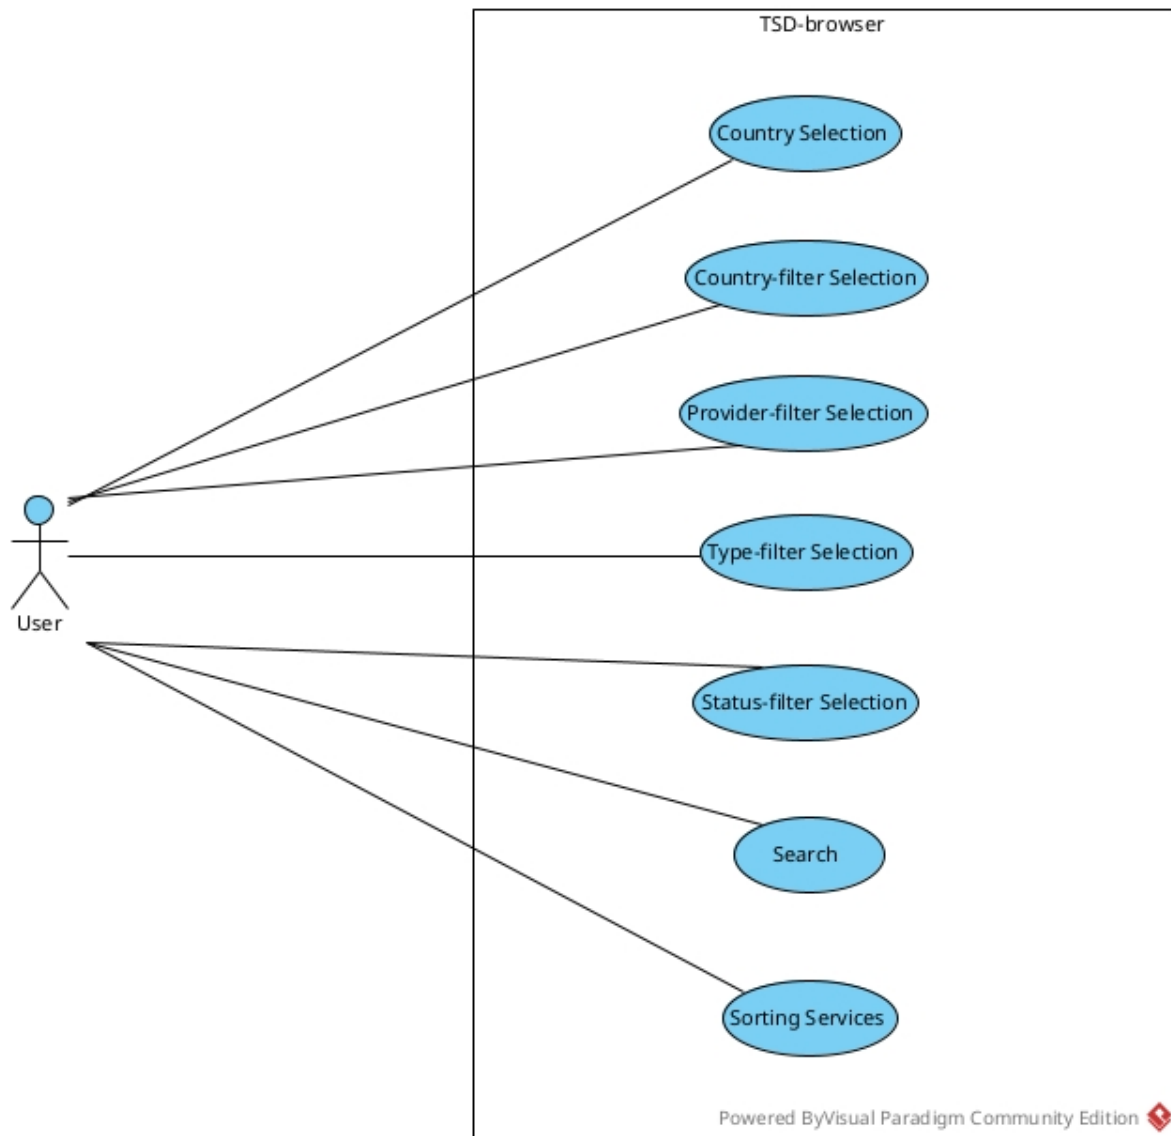 TSD-browser
Country Selection
Country-filter Selection
Provider-filter Selection
Type-filter Selection
User
Status-filter Selection
Search
Sorting Services
Powered ByVisual Paradigm Community Edition